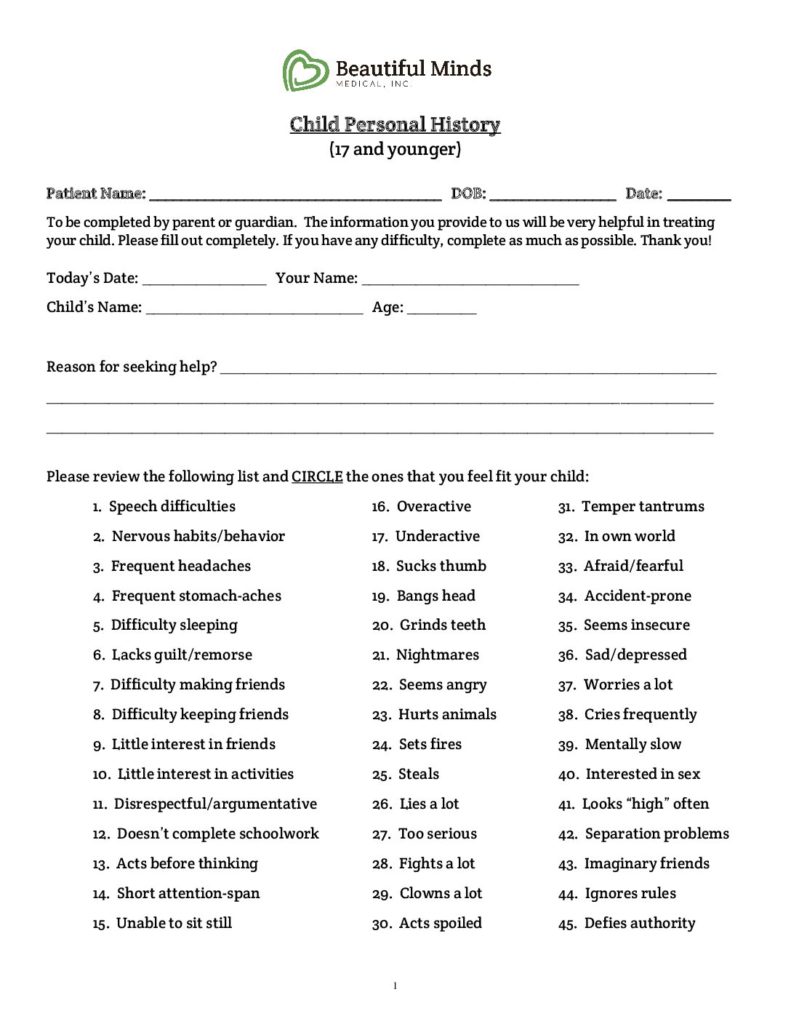 Beautiful Minds
MEDICAL, INC.
Child Personal History
(17 and younger)
Patient Name: ______________________________________ DOB: ________________ Date: ________
To be completed by parent or guardian.  The information you provide to us will be very helpful in treating
your child. Please fill out completely. If you have any difficulty, complete as much as possible. Thank you!
Today's Date: ________________ Your Name: ____________________________
Child's Name: ____________________________ Age: _________
Reason for seeking help? ________________________________________________________________
______________________________________________________________________________________
______________________________________________________________________________________
Please review the following list and CIRCLE the ones that you feel fit your child:
1. Speech difficulties
2. Nervous habits/behavior
3. Frequent headaches
4. Frequent stomach-aches
5. Difficulty sleeping
6. Lacks guilt/remorse
7. Difficulty making friends
8. Difficulty keeping friends
9. Little interest in friends
10. Little interest in activities
11. Disrespectful/argumentative
12. Doesn't complete schoolwork
13. Acts before thinking
14. Short attention-span
15. Unable to sit still
16. Overactive
17. Underactive
18. Sucks thumb
19. Bangs head
20. Grinds teeth
21. Nightmares
22. Seems angry
23. Hurts animals
24. Sets fires
25. Steals
26. Lies a lot
27. Too serious
28. Fights a lot
29. Clowns a lot
30. Acts spoiled
31. Temper tantrums
32. In own world
33. Afraid/fearful
34. Accident-prone
35. Seems insecure
36. Sad/depressed
37. Worries a lot
38. Cries frequently
39. Mentally slow
40. Interested in sex
41. Looks “high” often
42. Separation problems
43. Imaginary friends
44. Ignores rules
45. Defies authority
1